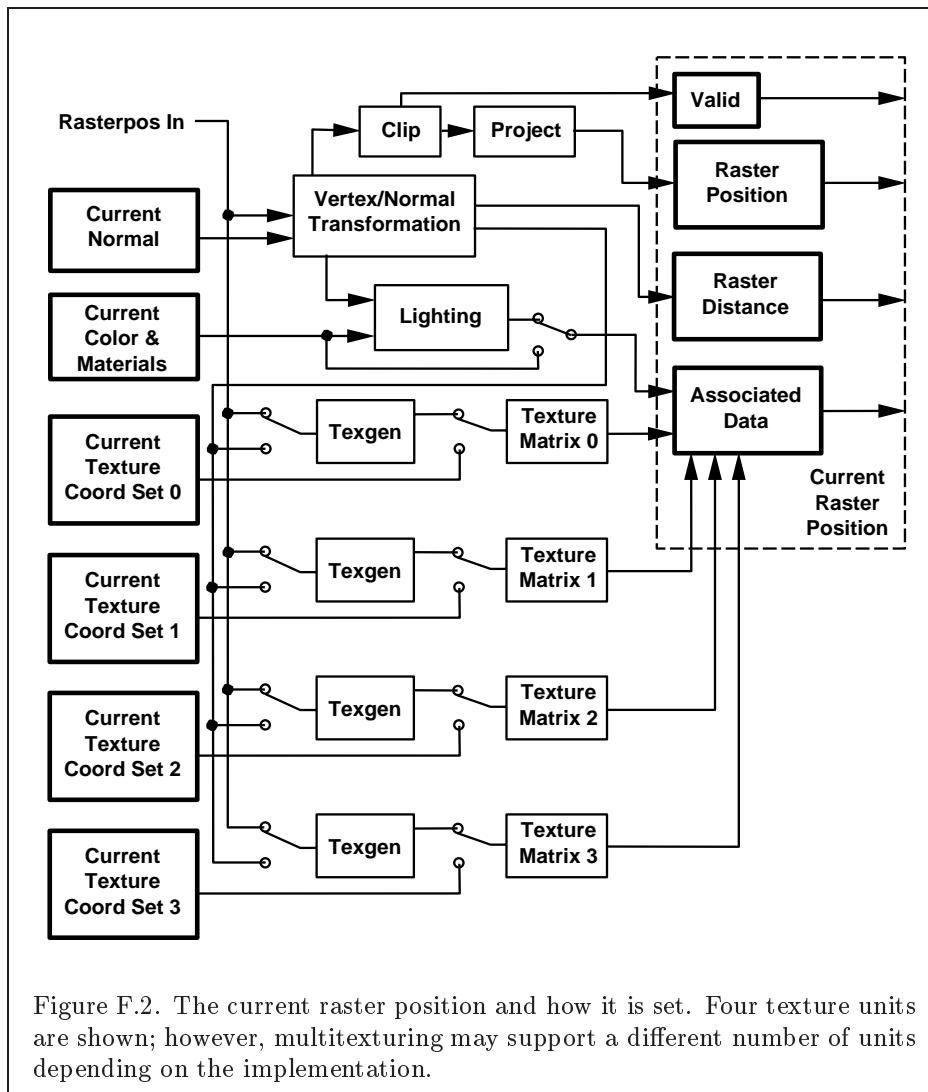 Valid
Rasterpos In
Clip
Project
Raster
Position
Current
Normal
Vertex/Normal
Transformation
Raster
Distance
Current
Color &
Materials
Lighting
Associated
Data
Current
Texture
Coord Set 0
Texgen
Texture
Matrix 0
Current
Raster
Position
Current
Texture
Coord Set 1
Texgen
Texture
Matrix 1
Current
Texture
Coord Set 2
Texgen
Texture
Matrix 2
Current
Texture
Coord Set 3
Texgen
Texture
Matrix 3
Figure F.2. The current raster position and how it is set. Four texture units
are shown; however, multitexturing may support a different number of units
depending on the implementation.